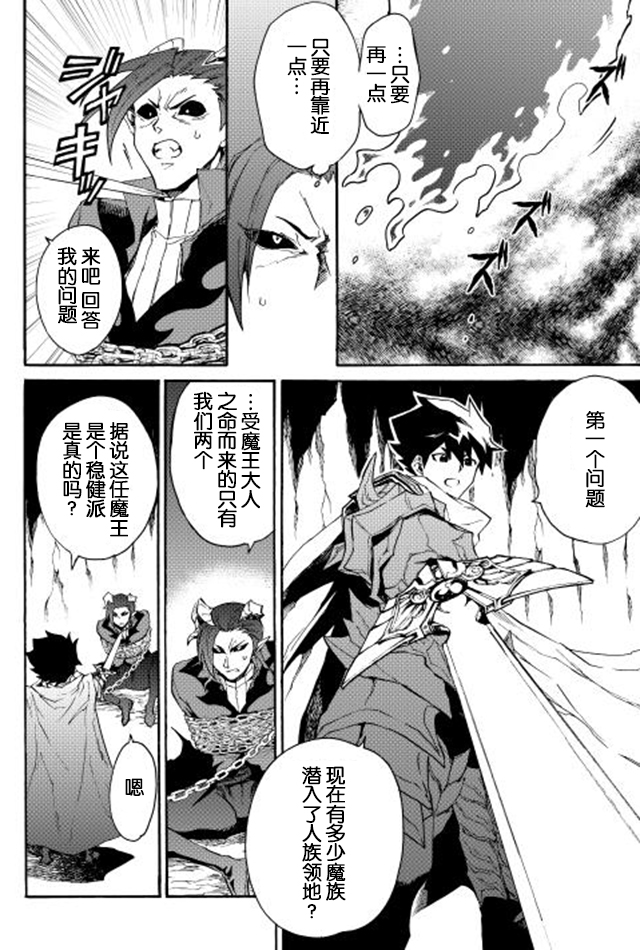 …只要
再一点
ズズ
ズ
只要再靠近
一点…
ジャキッ
来吧 回答
我的问题
第一个问题
现在有多少魔族
潜入了人族领地？
…受魔王大人
之命而来的只有
我们两个
据说这任魔王
是个稳健派
是真的吗？
嗯